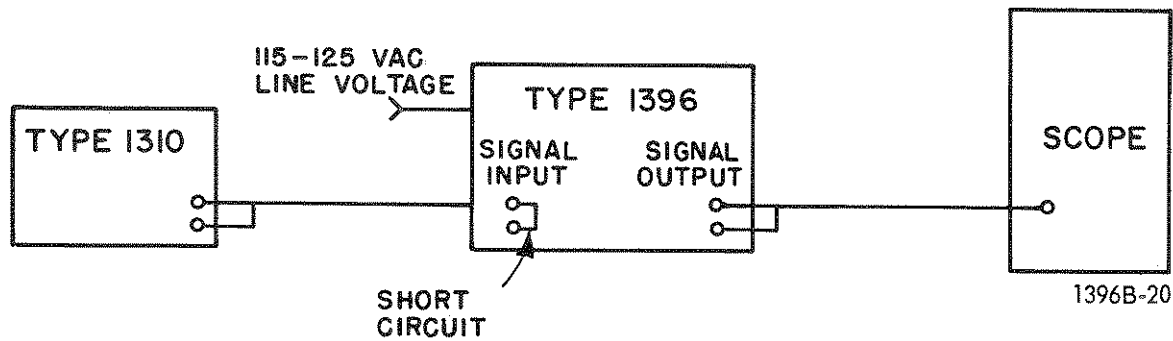 115-125 VAC
LINE VOLTAGE
TYPE 1310
TYPE 1396
SIGNAL
INPUT
SIGNAL
OUTPUT
SCOPE
SHORT
CIRCUIT
1396B-20